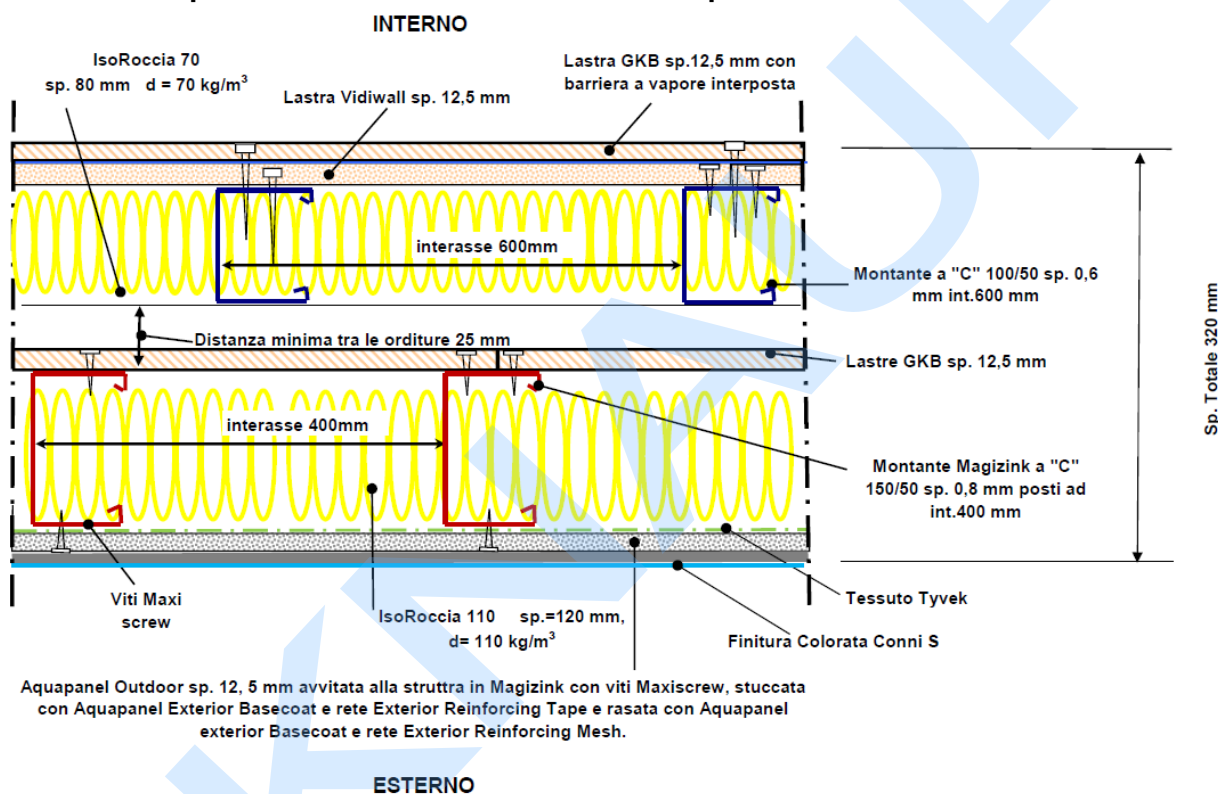 INTERNO
IsoRoccia 70
sp. 80 mm d = 70 kg/m³
Lastra Vidiwall sp. 12,5 mm
Lastra GKB sp.12,5 mm con
barriera a vapore interposta
interasse 600mm
Montante a "C" 100/50 sp. 0,6
mm int.600 mm
Distanza minima tra le orditure 25 mm
Lastre GKB sp. 12,5 mm
Sp. Totale 320 mm
interasse 400mm
Montante Magizink a "C"
150/50 sp. 0,8 mm posti ad
int.400 mm
Viti Maxi
screw
IsoRoccia 110 sp.=120 mm,
d= 110 kg/m³
Tessuto Tyvek
Finitura Colorata Conni S
Aquapanel Outdoor sp. 12, 5 mm avvitata alla struttra in Magizink con viti Maxiscrew, stuccata
con Aquapanel Exterior Basecoat e rete Exterior Reinforcing Tape e rasata con Aquapanel
exterior Basecoat e rete Exterior Reinforcing Mesh.
ESTERNO
KNAUF